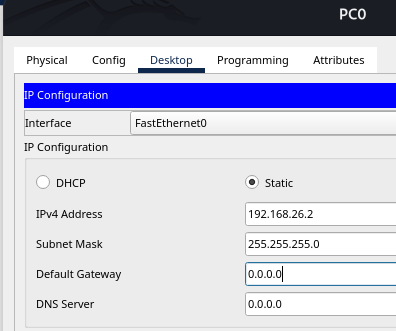 PC0
Physical Config Desktop Programming Attributes
IP Configuration
Interface FastEthernet0
IP Configuration
DHCP Static
IPv4 Address 192.168.26.2
Subnet Mask 255.255.255.0
Default Gateway 0.0.0.0
DNS Server 0.0.0.0